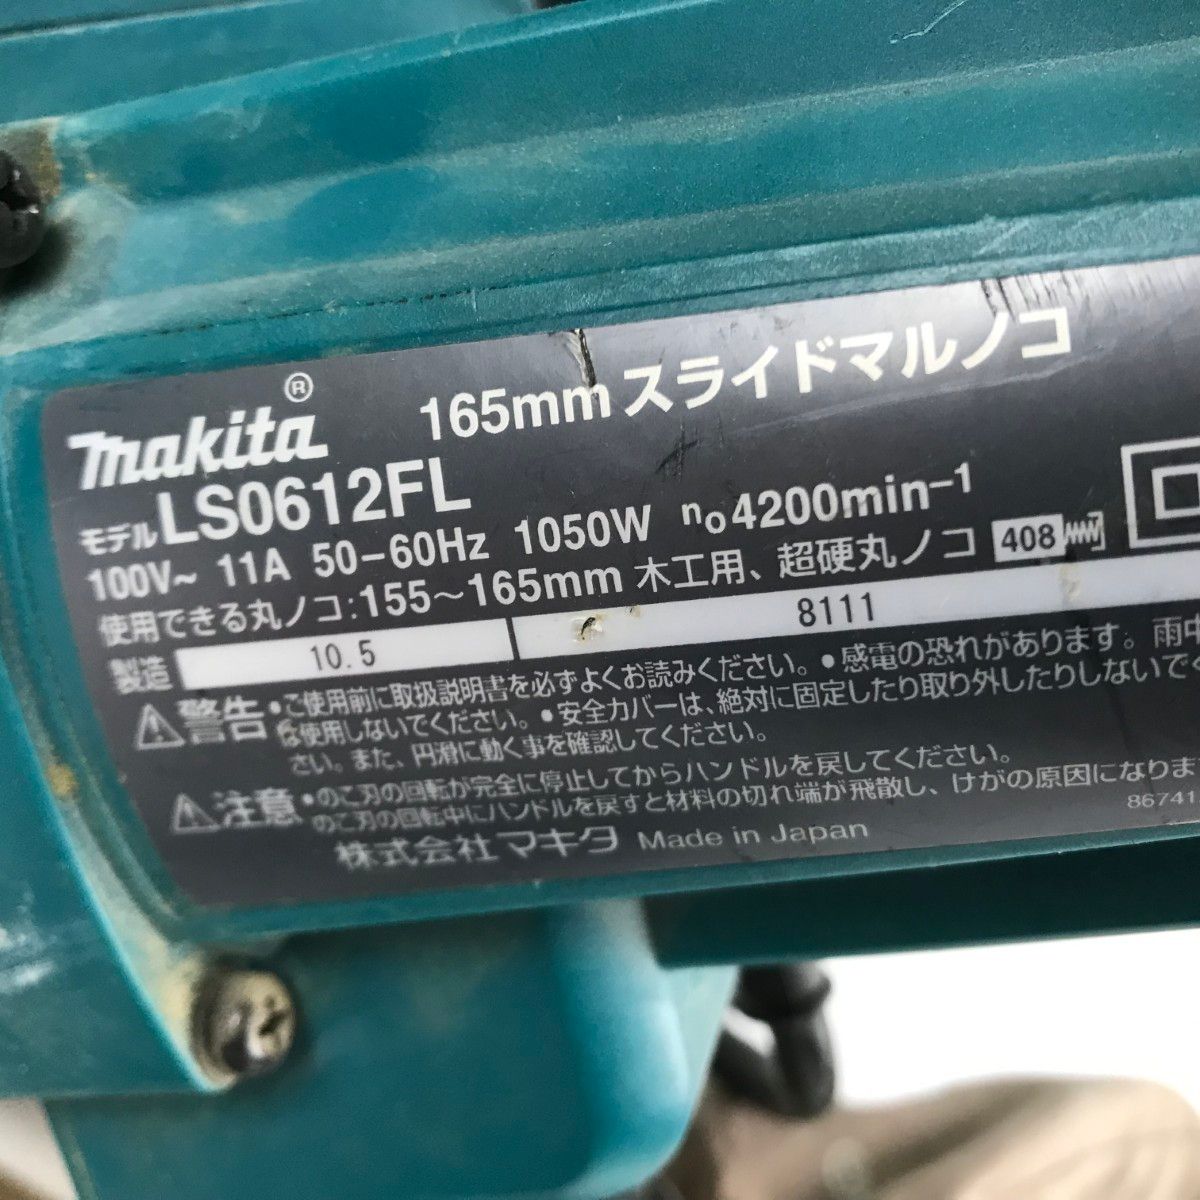 makita®
165mm スライドマルノコ
モデル LS0612FL
100V~ 11A 50-60Hz 1050W n₀4200min⁻¹
使用できる丸ノコ:155~165mm 木工用、超硬丸ノコ 408
製造 10.5 8111
⚠警告 •ご使用前に取扱説明書を必ずよくお読みください。•感電の恐れがあります。雨中
は使用しないでください。•安全カバーは、絶対に固定したり取り外したりしないでく
さい。また、円滑に動く事を確認してください。
⚠注意 •のこ刃の回転が完全に停止してからハンドルを戻してください。
のこ刃の回転中にハンドルを戻すと材料の切れ端が飛散し、けがの原因になりま
株式会社マキタ Made in Japan
86741